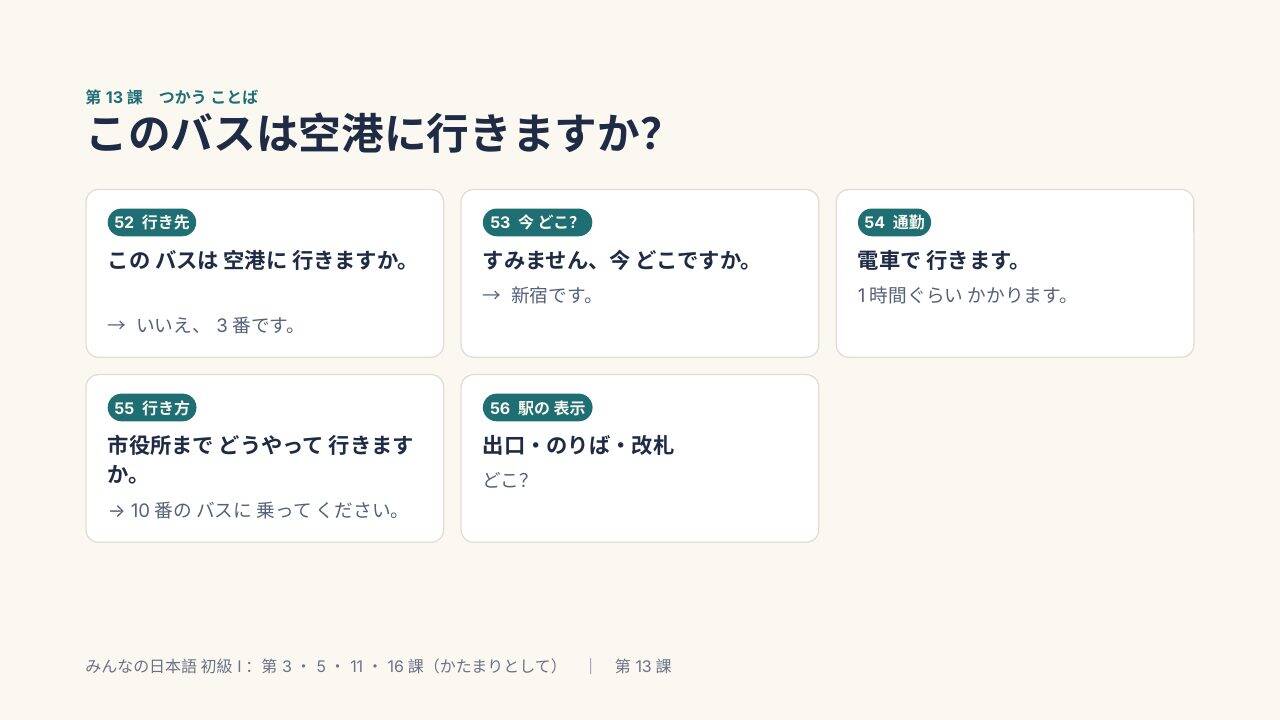 第 13 課　つかう ことば
このバスは空港に行きますか？
52 行き先
この バスは 空港に 行きますか。
→ いいえ、 3 番です。
53 今 どこ？
すみません、今 どこですか。
→ 新宿です。
54 通勤
電車で 行きます。
1 時間ぐらい かかります。
55 行き方
市役所まで どうやって 行きます
か。
→ 10 番の バスに 乗って ください。
56 駅の 表示
出口・のりば・改札
どこ？
みんなの日本語 初級 I： 第 3 ・ 5 ・ 11 ・ 16 課（かたまりとして）　｜　第 13 課